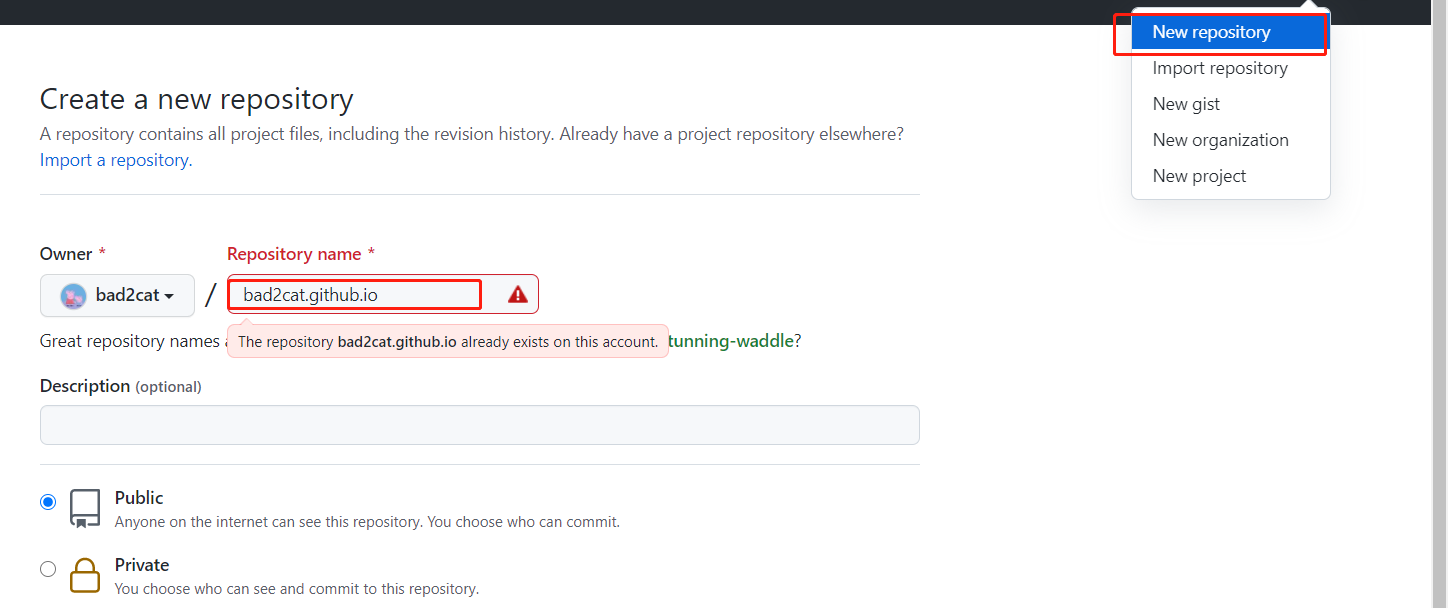 New repository
Import repository
New gist
New organization
New project
Create a new repository
A repository contains all project files, including the revision history. Already have a project repository elsewhere?
Import a repository.
Owner *
Repository name *
bad2cat
/
bad2cat.github.io
Great repository names
The repository bad2cat.github.io already exists on this account.
tunning-waddle?
Description (optional)
Public
Anyone on the internet can see this repository. You choose who can commit.
Private
You choose who can see and commit to this repository.